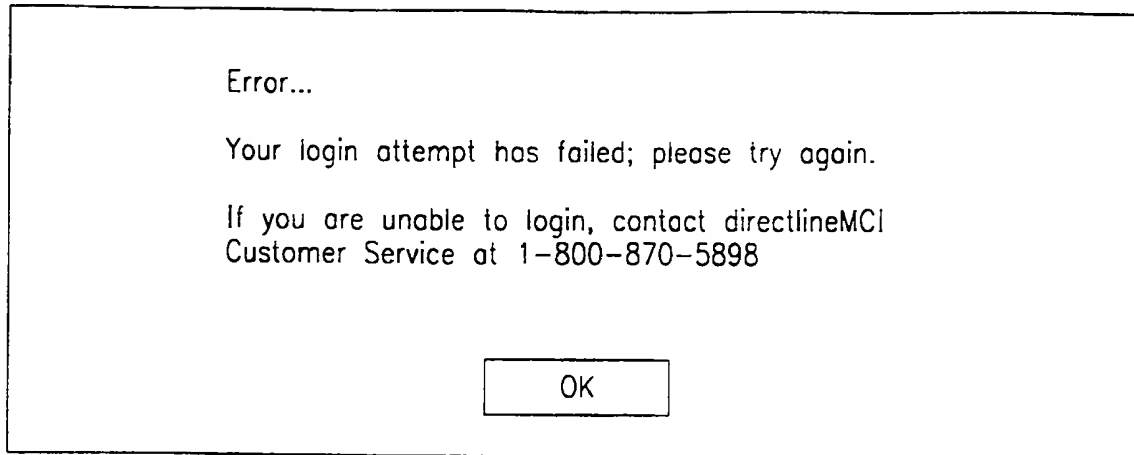 Error...
Your login attempt has failed; please try again.
If you are unable to login, contact directlineMCI
Customer Service at 1-800-870-5898
OK